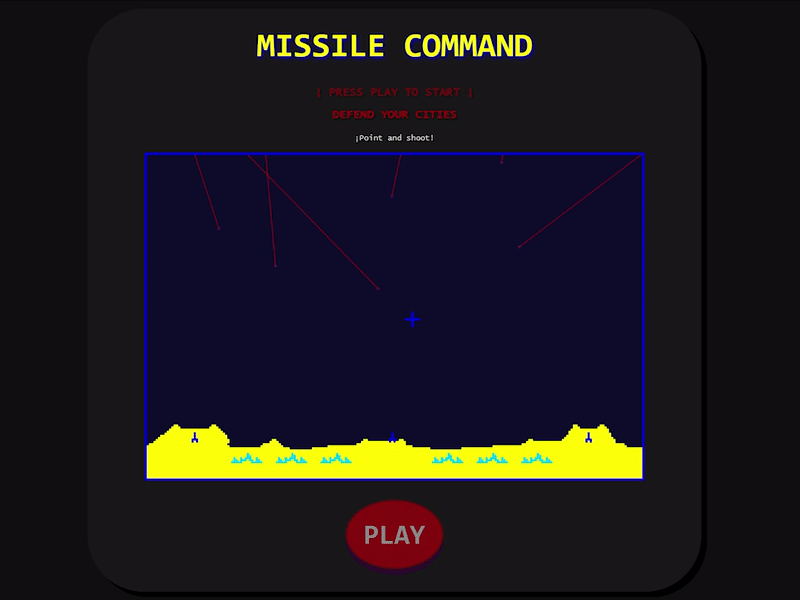 MISSILE COMMAND
[ PRESS PLAY TO START ]
DEFEND YOUR CITIES
¡Point and shoot!
PLAY